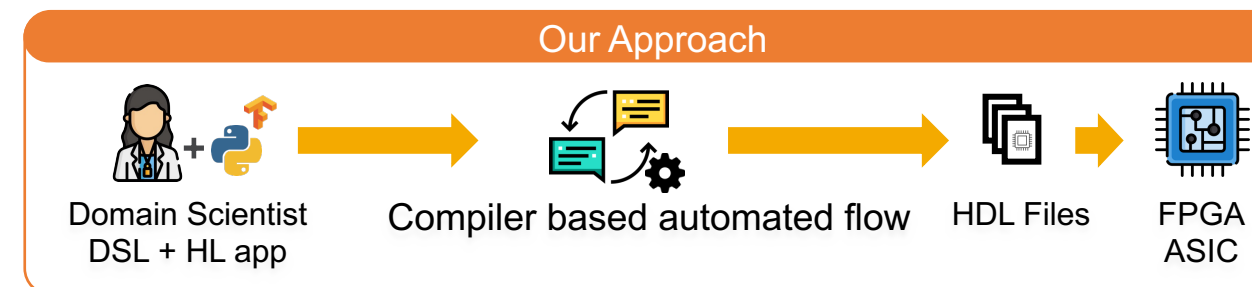 Our Approach
+
Domain Scientist
DSL + HL app
Compiler based automated flow
HDL Files
FPGA
ASIC